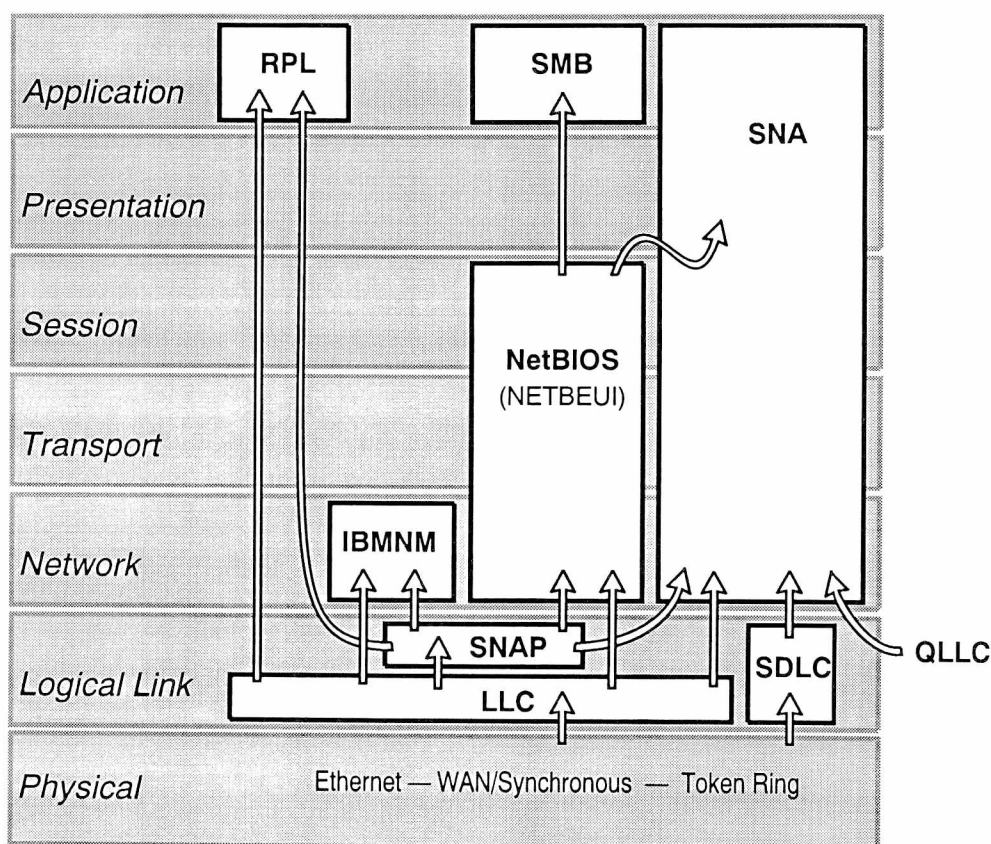 RPL
SMB
Application
SNA
Presentation
Session
NetBIOS
(NETBEUI)
Transport
IBMNM
Network
SNAP
QLLC
SDLC
Logical Link
LLC
Physical
Ethernet — WAN/Synchronous — Token Ring